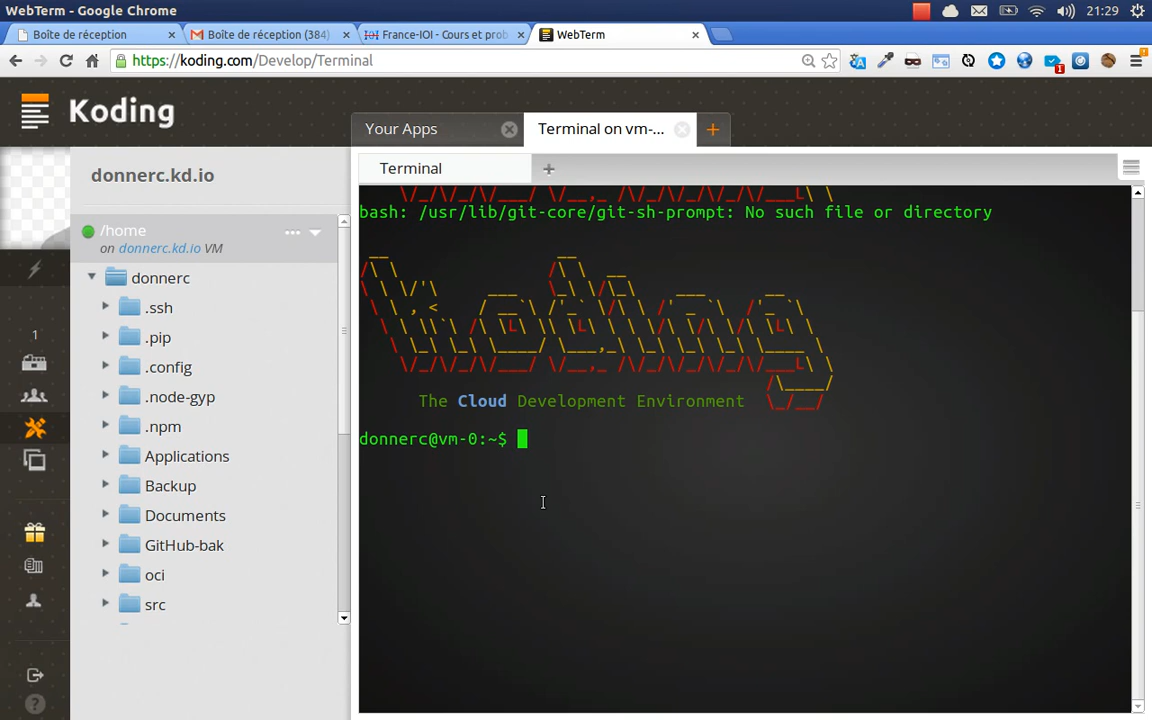 WebTerm - Google Chrome
21:29
Boîte de réception
Boîte de réception (384)
France-IOI - Cours et prob
WebTerm
https://koding.com/Develop/Terminal
1
Koding
Your Apps
Terminal on vm-...
donnerc.kd.io
Terminal
/home
on donnerc.kd.io VM
donnerc
.ssh
.pip
.config
.node-gyp
.npm
Applications
Backup
Documents
GitHub-bak
oci
src
1
bash: /usr/lib/git-core/git-sh-prompt: No such file or directory
Koding
The Cloud Development Environment
donnerc@vm-0:~$